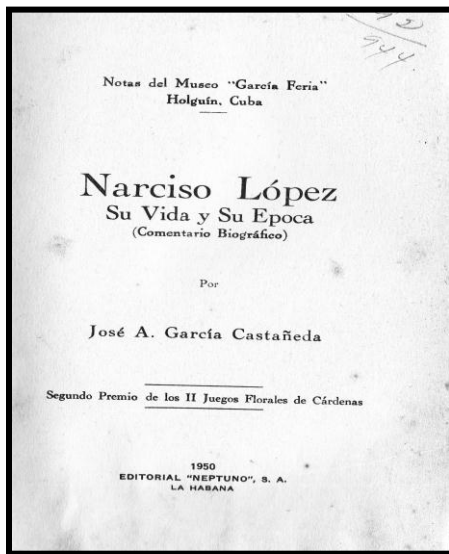 944
Notas del Museo "García Feria"
Holguín, Cuba
Narciso López
Su Vida y Su Epoca
(Comentario Biográfico)
Por
José A. García Castañeda
Segundo Premio de los II Juegos Florales de Cárdenas
1950
EDITORIAL "NEPTUNO", S. A.
LA HABANA